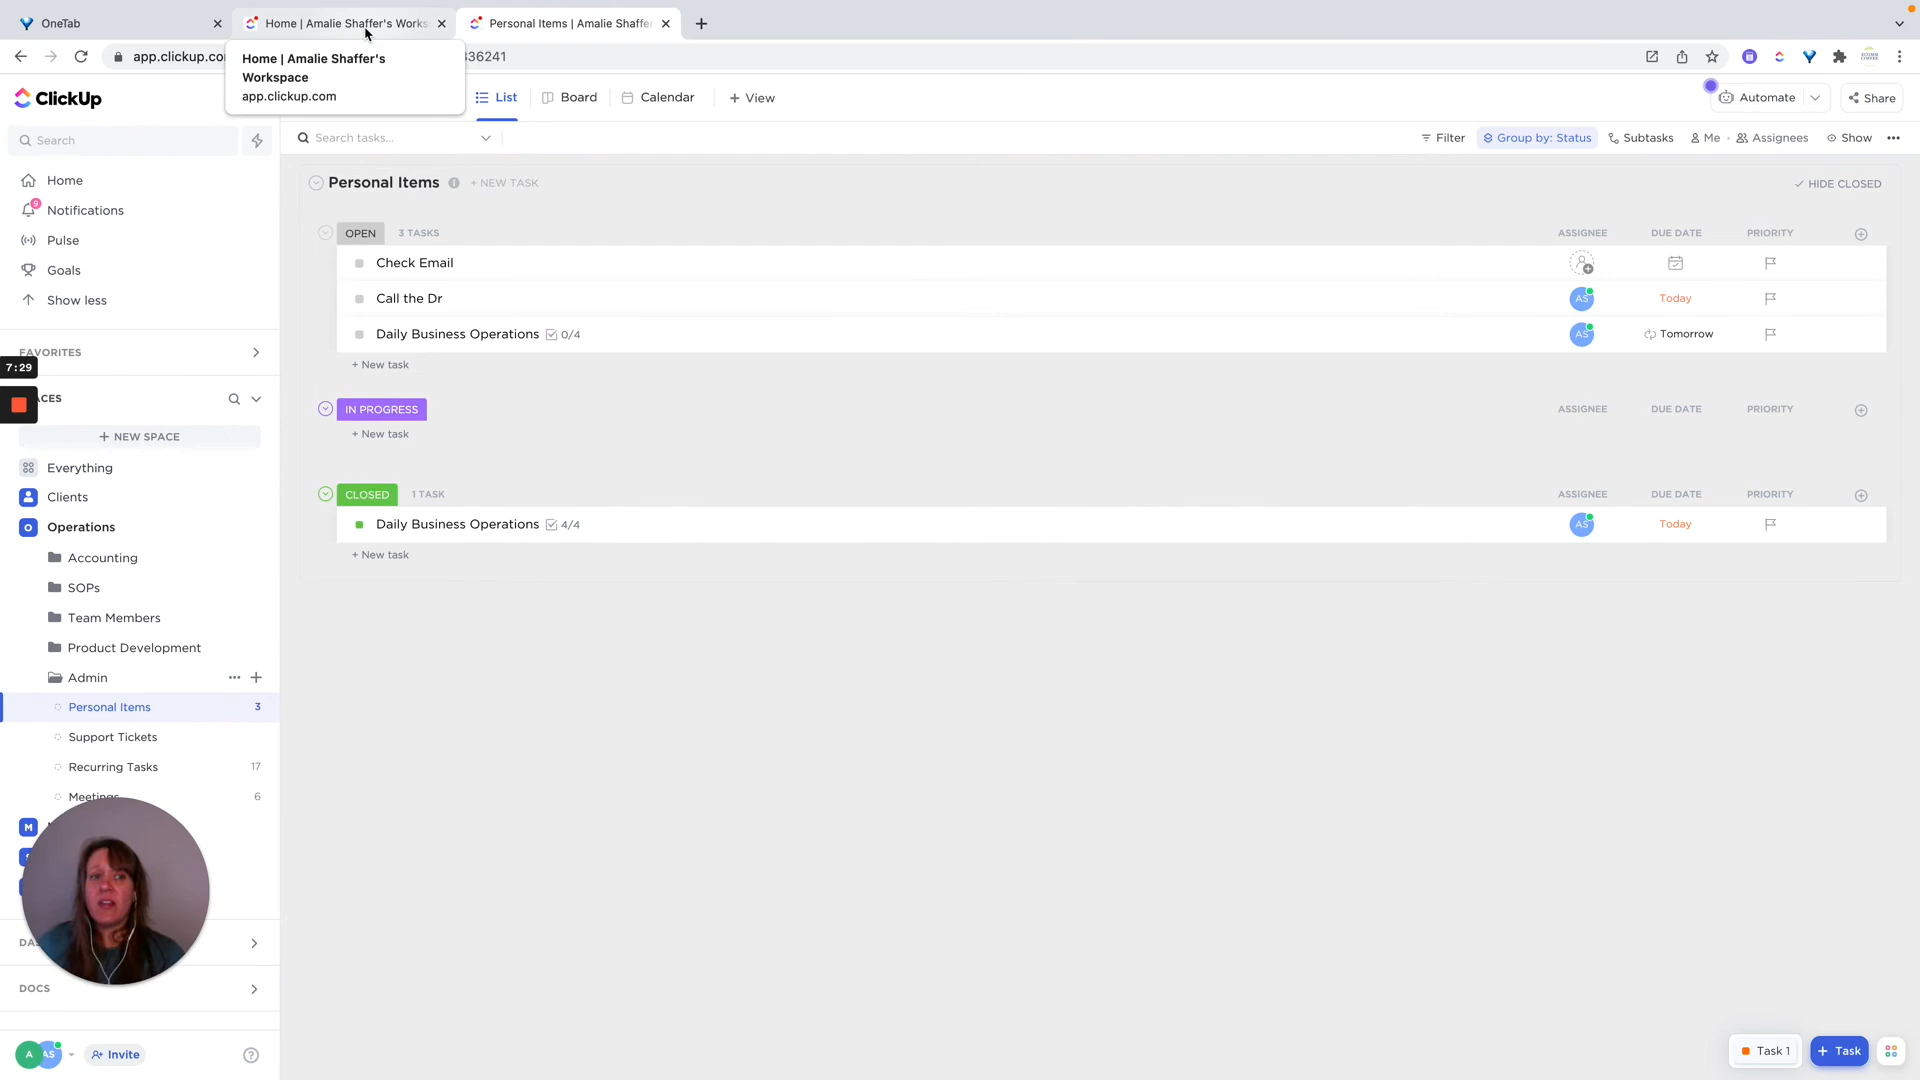 OneTab
Home | Amalie Shaffer's Works
Personal Items | Amalie Shaffer
app.clickup.co
36241
Home | Amalie Shaffer's
Workspace
app.clickup.com
ClickUp
List
Board
Calendar
+ View
Automate
Share
Search
Search tasks...
Filter
Group by: Status
Subtasks
Me
Assignees
Show
Home
9
Notifications
Pulse
Goals
Show less
FAVORITES
7:29
ACES
+ NEW SPACE
Everything
Clients
O Operations
Accounting
SOPs
Team Members
Product Development
Admin
Personal Items 3
Support Tickets
Recurring Tasks 17
Meetings 6
M
DAS
DOCS
A AS
Invite
Personal Items
+ NEW TASK
HIDE CLOSED
OPEN 3 TASKS ASSIGNEE DUE DATE PRIORITY
Check Email
Call the Dr AS Today
Daily Business Operations 0/4 AS Tomorrow
+ New task
IN PROGRESS ASSIGNEE DUE DATE PRIORITY
+ New task
CLOSED 1 TASK ASSIGNEE DUE DATE PRIORITY
Daily Business Operations 4/4 AS Today
+ New task
Task 1
+ Task